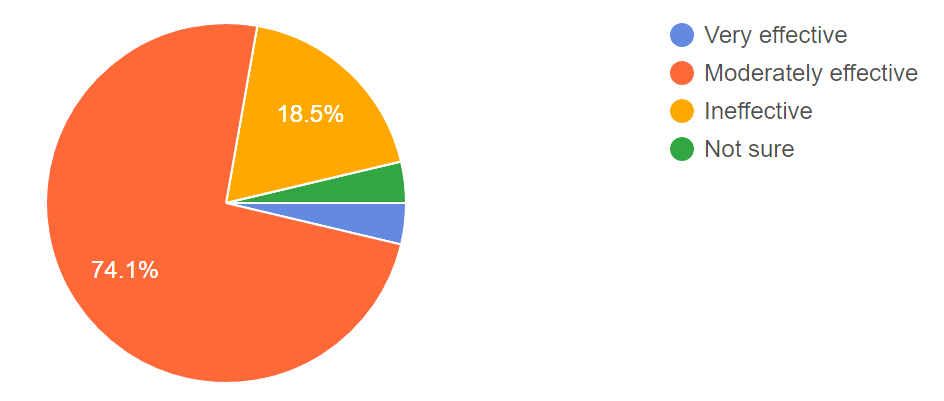 Very effective
Moderately effective
Ineffective
Not sure
18.5%
74.1%